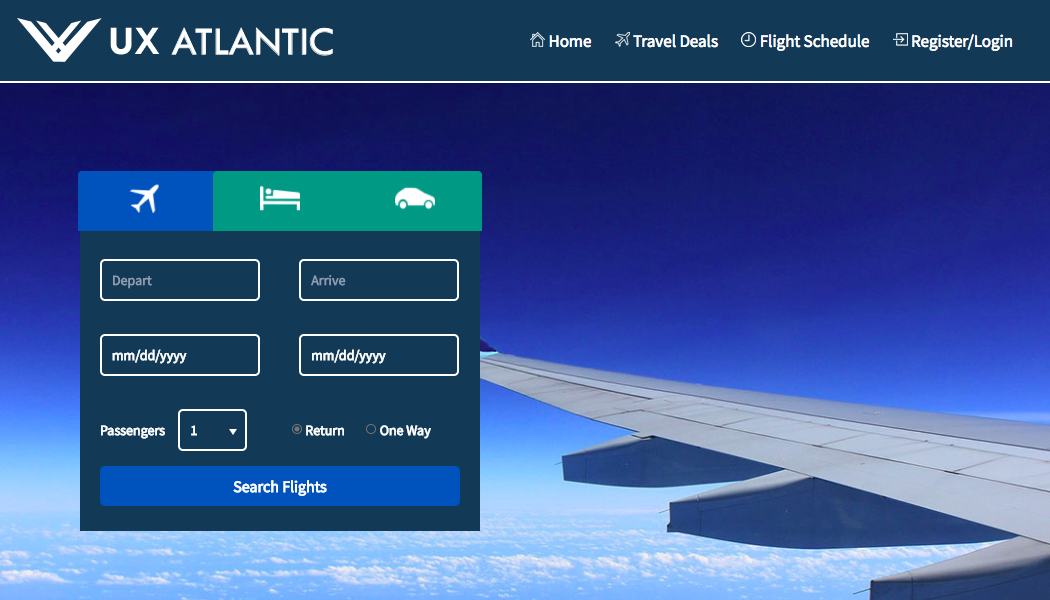 UX ATLANTIC
Home Travel Deals Flight Schedule Register/Login
Depart Arrive
mm/dd/yyyy mm/dd/yyyy
Passengers 1 Return One Way
Search Flights